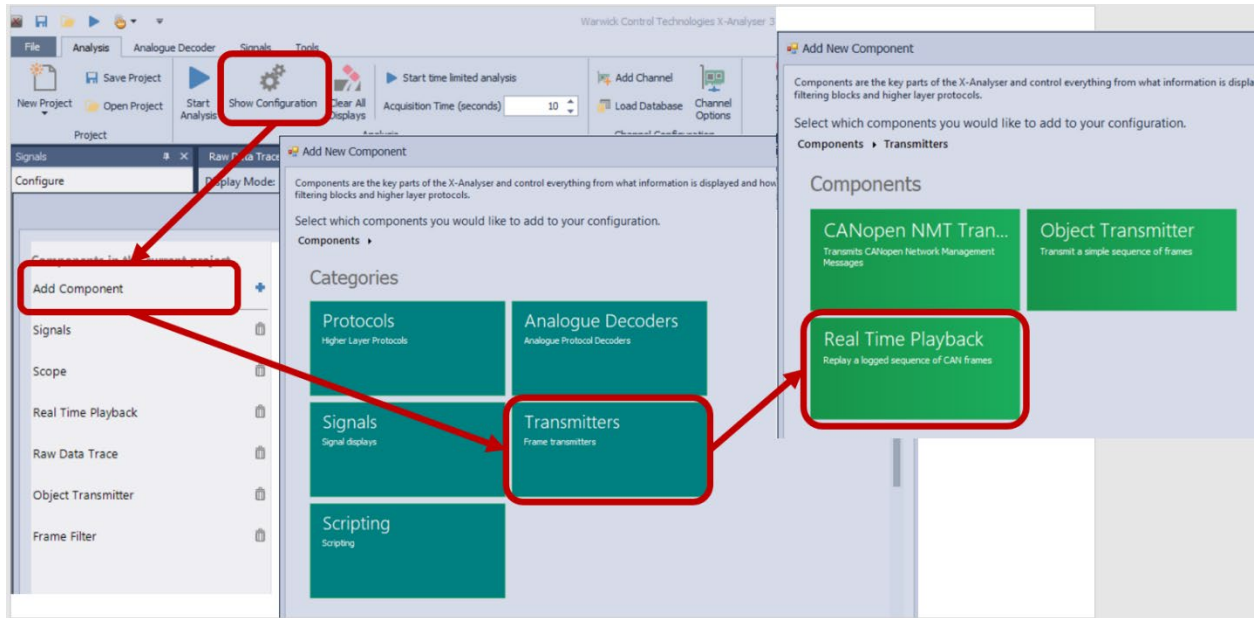 Warwick Control Technologies X-Analyser 3
File Analysis Analogue Decoder Signals Tools
New Project
Save Project
Open Project
Project
Start Analysis
Show Configuration
Clear All Displays
Start time limited analysis
Acquisition Time (seconds) 10
Analysis
Add Channel
Load Database
Channel Options
Channel Configuration
Signals
Raw Data Trace
Configure
Display Mode:
Components in the current project
Add Component
Signals
Scope
Real Time Playback
Raw Data Trace
Object Transmitter
Frame Filter
Add New Component
Components are the key parts of the X-Analyser and control everything from what information is displayed and how
filtering blocks and higher layer protocols.
Select which components you would like to add to your configuration.
Components
Categories
Protocols
Higher Layer Protocols
Analogue Decoders
Analogue Protocol Decoders
Signals
Signal displays
Transmitters
Frame transmitters
Scripting
Scripting
Add New Component
Components are the key parts of the X-Analyser and control everything from what information is displa
filtering blocks and higher layer protocols.
Select which components you would like to add to your configuration.
Components Transmitters
Components
CANopen NMT Tran...
Transmits CANopen Network Management
Messages
Object Transmitter
Transmit a simple sequence of frames
Real Time Playback
Replay a logged sequence of CAN frames